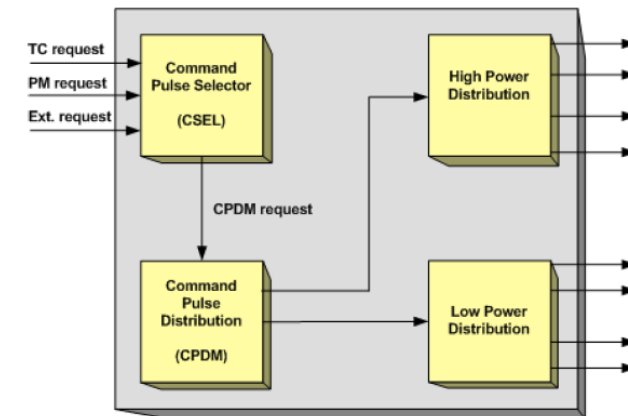 TC request
PM request
Ext. request
Command
Pulse Selector
(CSEL)
High Power
Distribution
CPDM request
Command
Pulse
Distribution
(CPDM)
Low Power
Distribution